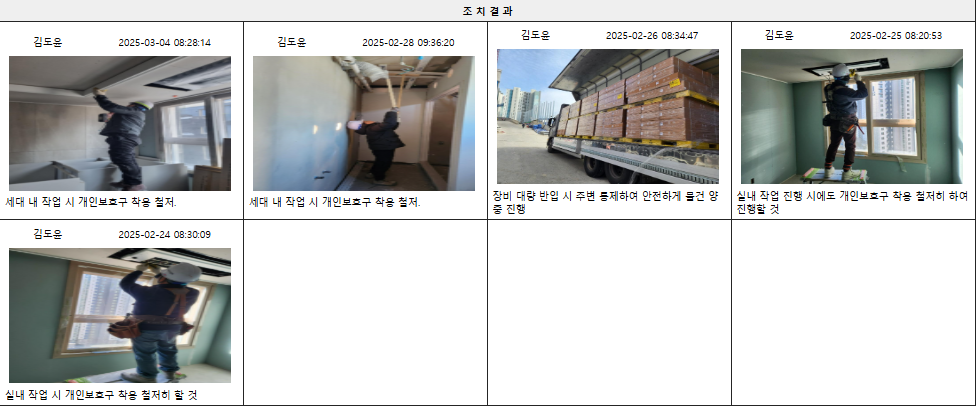 조 치 결 과
김도윤 2025-03-04 08:28:14
세대 내 작업 시 개인보호구 착용 철저.
김도윤 2025-02-28 09:36:20
세대 내 작업 시 개인보호구 착용 철저.
김도윤 2025-02-26 08:34:47
장비 대량 반입 시 주변 통제하여 안전하게 물건 양
중 진행
김도윤 2025-02-25 08:20:53
실내 작업 진행 시에도 개인보호구 착용 철저히 하여
진행할 것
김도윤 2025-02-24 08:30:09
실내 작업 시 개인보호구 착용 철저히 할 것